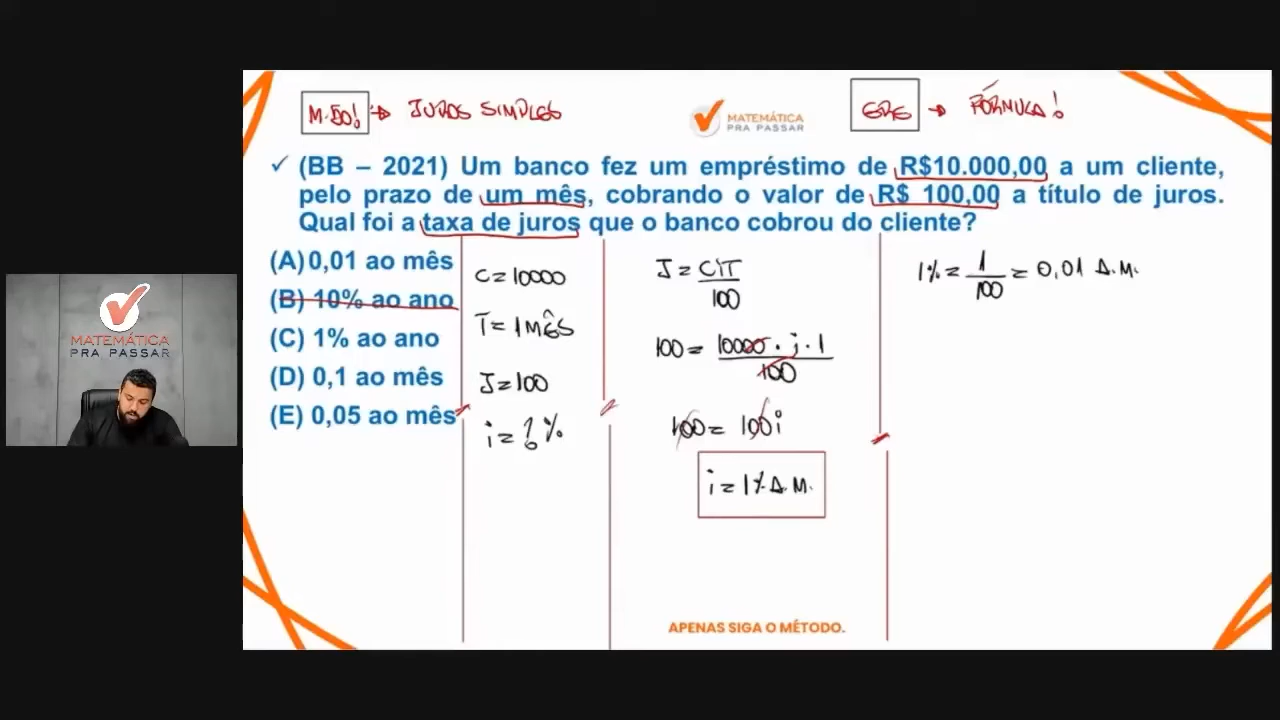 M.50! → JUROS SIMPLES
MATEMÁTICA
PRA PASSAR
→ FÓRMULA!
✓ (BB – 2021) Um banco fez um empréstimo de R$10.000,00 a um cliente,
pelo prazo de um mês, cobrando o valor de R$ 100,00 a título de juros.
Qual foi a taxa de juros que o banco cobrou do cliente?
(A) 0,01 ao mês
(B) 10% ao ano
(C) 1% ao ano
(D) 0,1 ao mês
(E) 0,05 ao mês
C = 10000
T = 1 MÊS
J = 100
i = ? %
J = CiT
100
100 = 10000 . i . 1
100
100 = 100i
i = 1% A.M.
1% = 1 = 0,01 A.M.
100
MATEMÁTICA
PRA PASSAR
APENAS SIGA O MÉTODO.